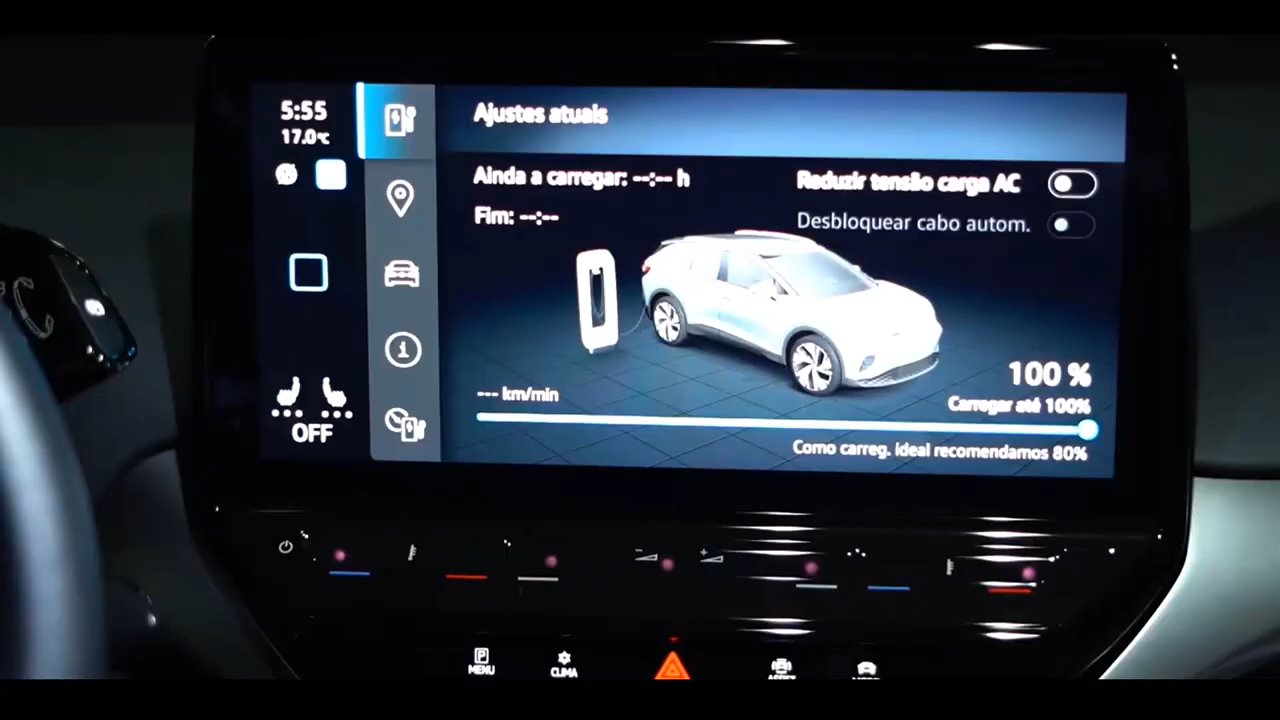 5:55
17.0°C
OFF
Ajustes atuais
Ainda a carregar: --:-- h
Fim: --:--
Reduzir tensão carga AC
Desbloquear cabo autom.
--- km/min
100 %
Carregar até 100%
Como carreg. ideal recomendamos 80%
P
MENU
CLIMA